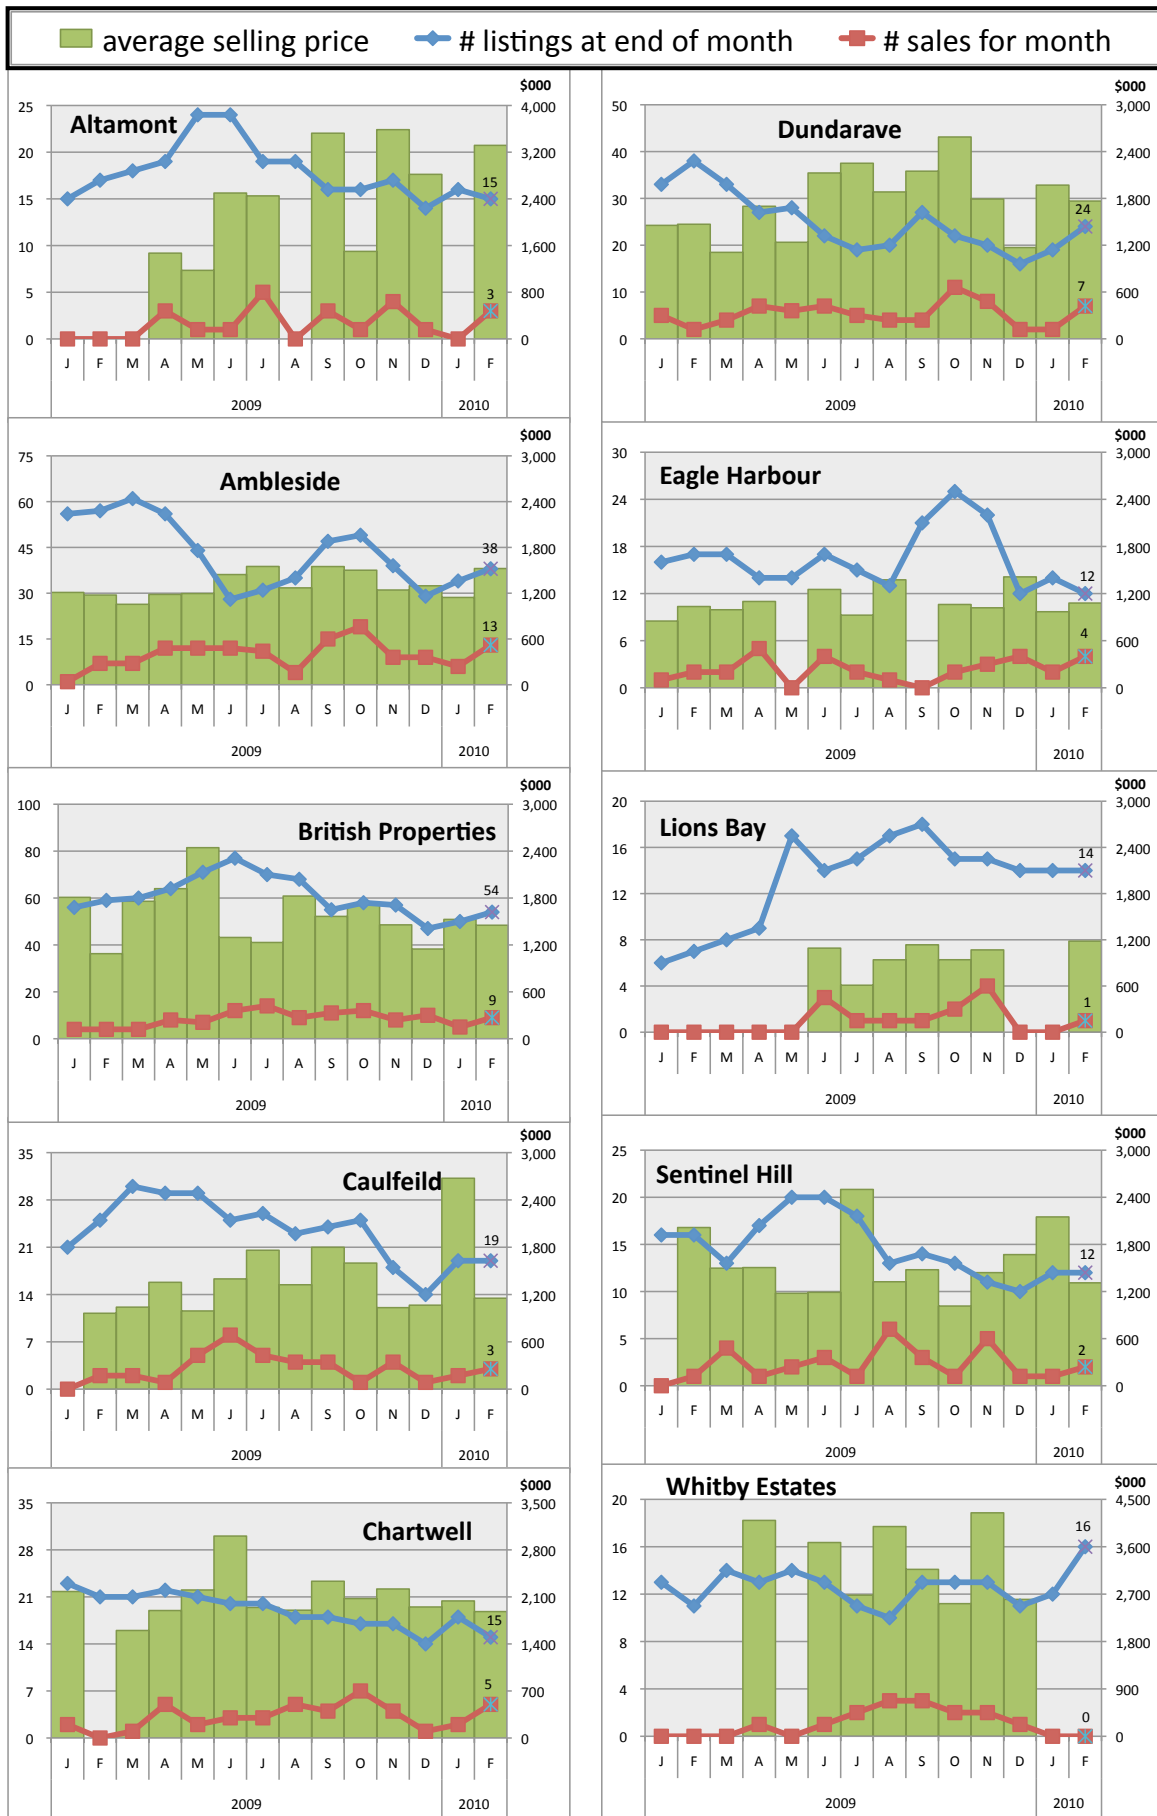 average selling price # listings at end of month # sales for month
$000
Altamont
25 20 15 10 5 0
4,000 3,200 2,400 1,600 800 0
15
3
J F M A M J J A S O N D J F
2009 2010
$000
Dundarave
50 40 30 20 10 0
3,000 2,400 1,800 1,200 600 0
24
7
J F M A M J J A S O N D J F
2009 2010
$000
Ambleside
75 60 45 30 15 0
3,000 2,400 1,800 1,200 600 0
38
13
J F M A M J J A S O N D J F
2009 2010
$000
Eagle Harbour
30 24 18 12 6 0
3,000 2,400 1,800 1,200 600 0
12
4
J F M A M J J A S O N D J F
2009 2010
$000
British Properties
100 80 60 40 20 0
3,000 2,400 1,800 1,200 600 0
54
9
J F M A M J J A S O N D J F
2009 2010
$000
Lions Bay
20 16 12 8 4 0
3,000 2,400 1,800 1,200 600 0
14
1
J F M A M J J A S O N D J F
2009 2010
$000
Caulfeild
35 28 21 14 7 0
3,000 2,400 1,800 1,200 600 0
19
3
J F M A M J J A S O N D J F
2009 2010
$000
Sentinel Hill
25 20 15 10 5 0
3,000 2,400 1,800 1,200 600 0
12
2
J F M A M J J A S O N D J F
2009 2010
$000
Chartwell
35 28 21 14 7 0
3,500 2,800 2,100 1,400 700 0
15
5
J F M A M J J A S O N D J F
2009 2010
$000
Whitby Estates
20 16 12 8 4 0
4,500 3,600 2,700 1,800 900 0
16
0
J F M A M J J A S O N D J F
2009 2010